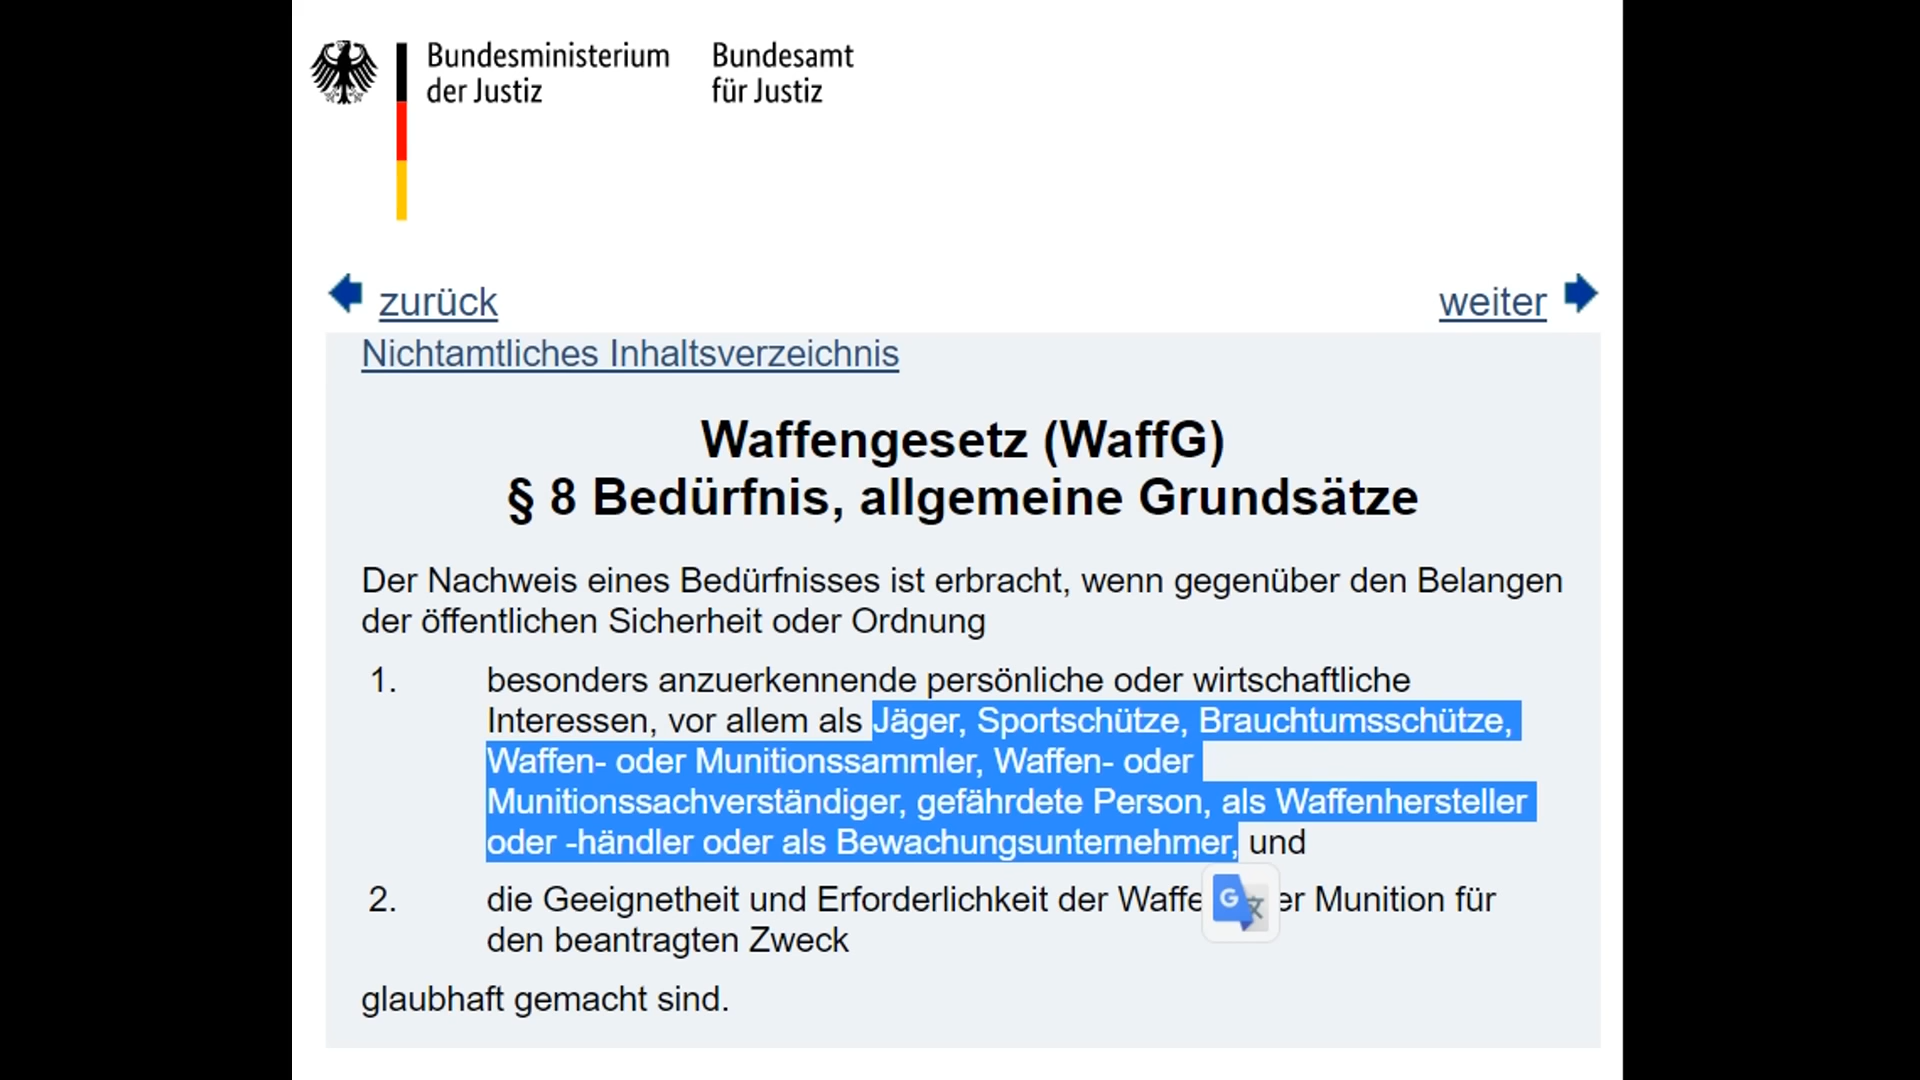 Bundesministerium der Justiz
Bundesamt für Justiz
zurück
weiter
Nichtamtliches Inhaltsverzeichnis
Waffengesetz (WaffG)
§ 8 Bedürfnis, allgemeine Grundsätze
Der Nachweis eines Bedürfnisses ist erbracht, wenn gegenüber den Belangen
der öffentlichen Sicherheit oder Ordnung
1. besonders anzuerkennende persönliche oder wirtschaftliche
Interessen, vor allem als Jäger, Sportschütze, Brauchtumsschütze,
Waffen- oder Munitionssammler, Waffen- oder
Munitionssachverständiger, gefährdete Person, als Waffenhersteller
oder -händler oder als Bewachungsunternehmer, und
2. die Geeignetheit und Erforderlichkeit der Munition für
den beantragten Zweck
glaubhaft gemacht sind.